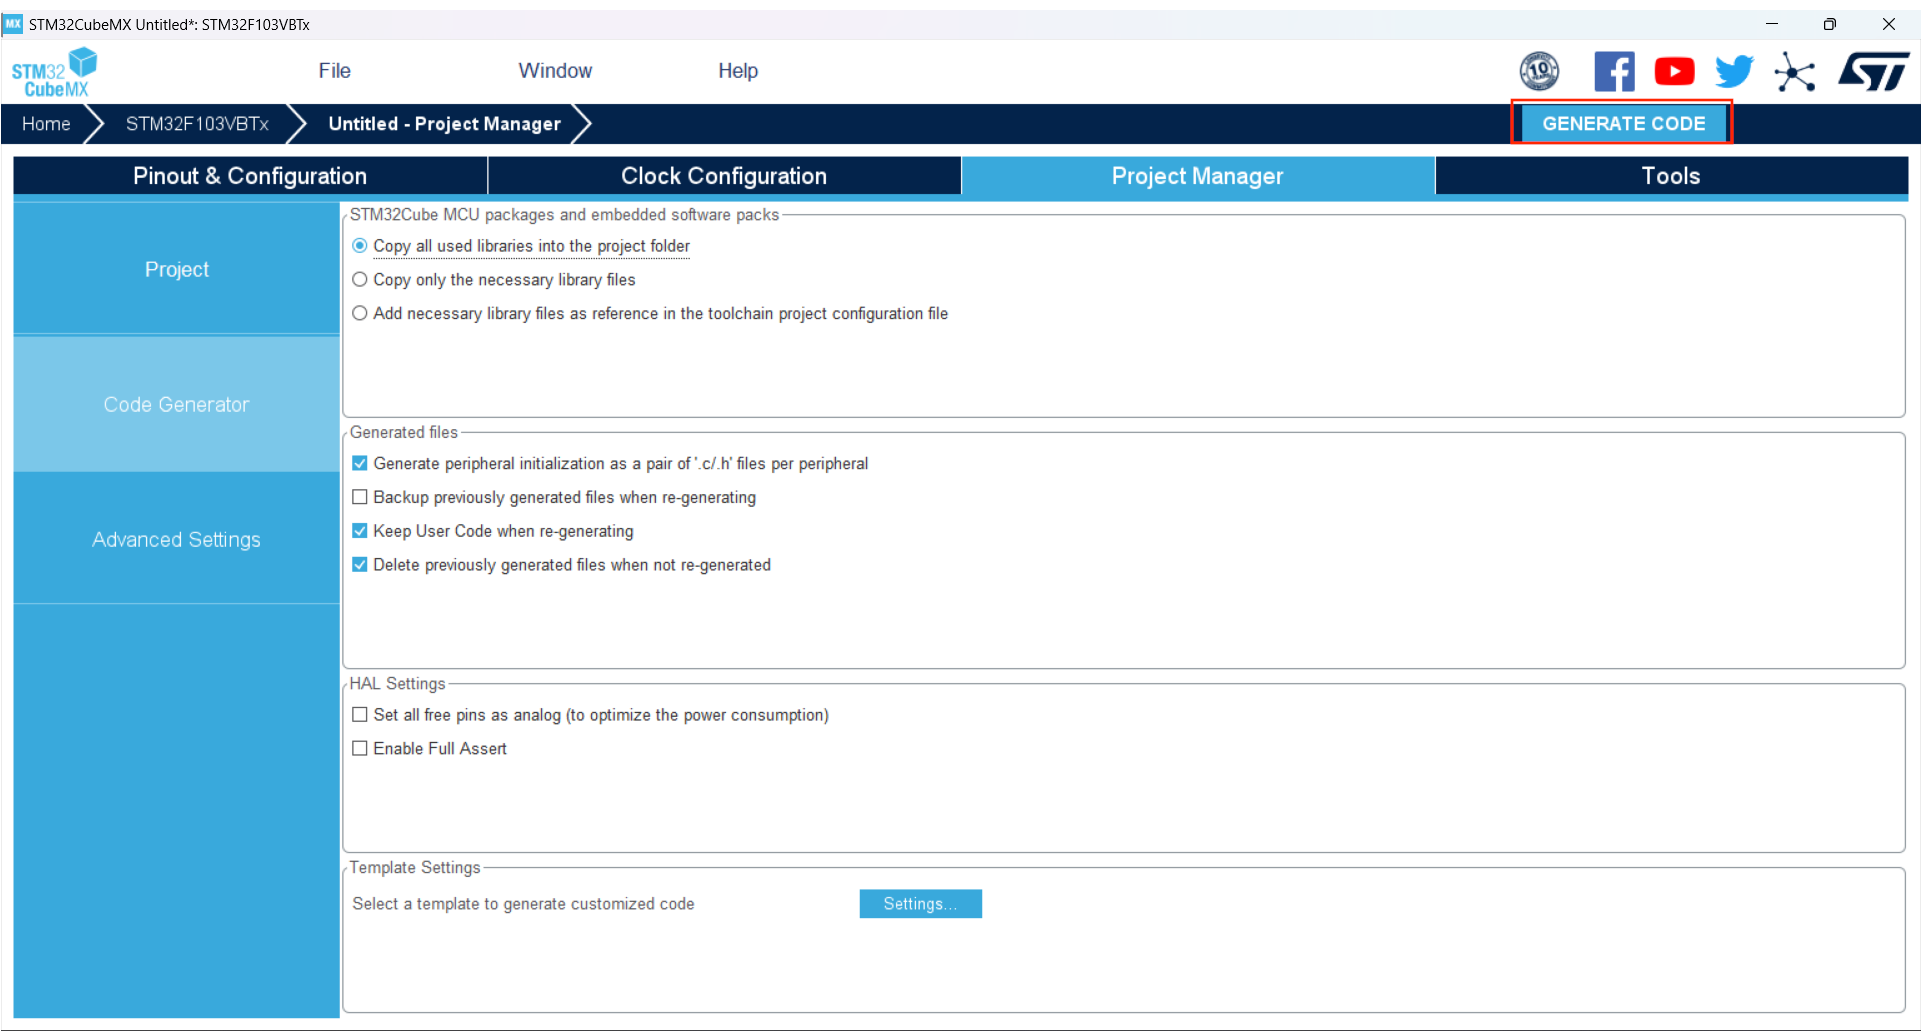 MX STM32CubeMX Untitled*: STM32F103VBTx
STM32
CubeMX
File
Window
Help
10
Home
STM32F103VBTx
Untitled - Project Manager
GENERATE CODE
Pinout & Configuration
Clock Configuration
Project Manager
Tools
Project
Code Generator
Advanced Settings
STM32Cube MCU packages and embedded software packs
Copy all used libraries into the project folder
Copy only the necessary library files
Add necessary library files as reference in the toolchain project configuration file
Generated files
Generate peripheral initialization as a pair of '.c/.h' files per peripheral
Backup previously generated files when re-generating
Keep User Code when re-generating
Delete previously generated files when not re-generated
HAL Settings
Set all free pins as analog (to optimize the power consumption)
Enable Full Assert
Template Settings
Select a template to generate customized code
Settings...